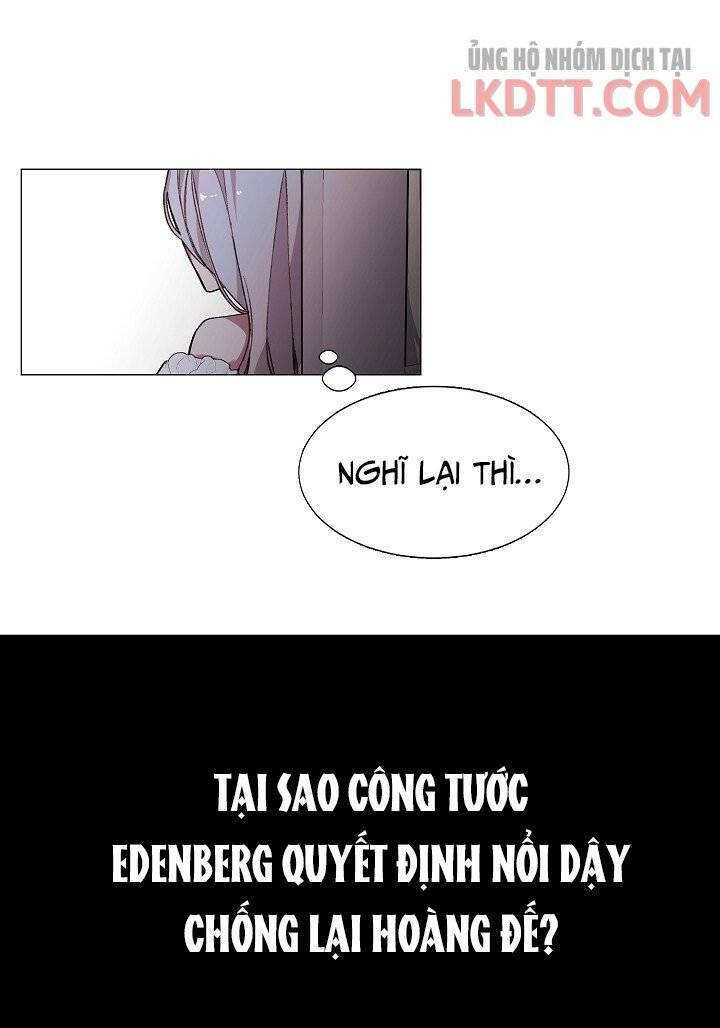 ỦNG HỘ NHÓM DỊCH TẠI
LKDTT.COM
NGHĨ LẠI THÌ...
TẠI SAO CÔNG TƯỚC
EDENBERG QUYẾT ĐỊNH NỔI DẬY
CHỐNG LẠI HOÀNG ĐẾ?